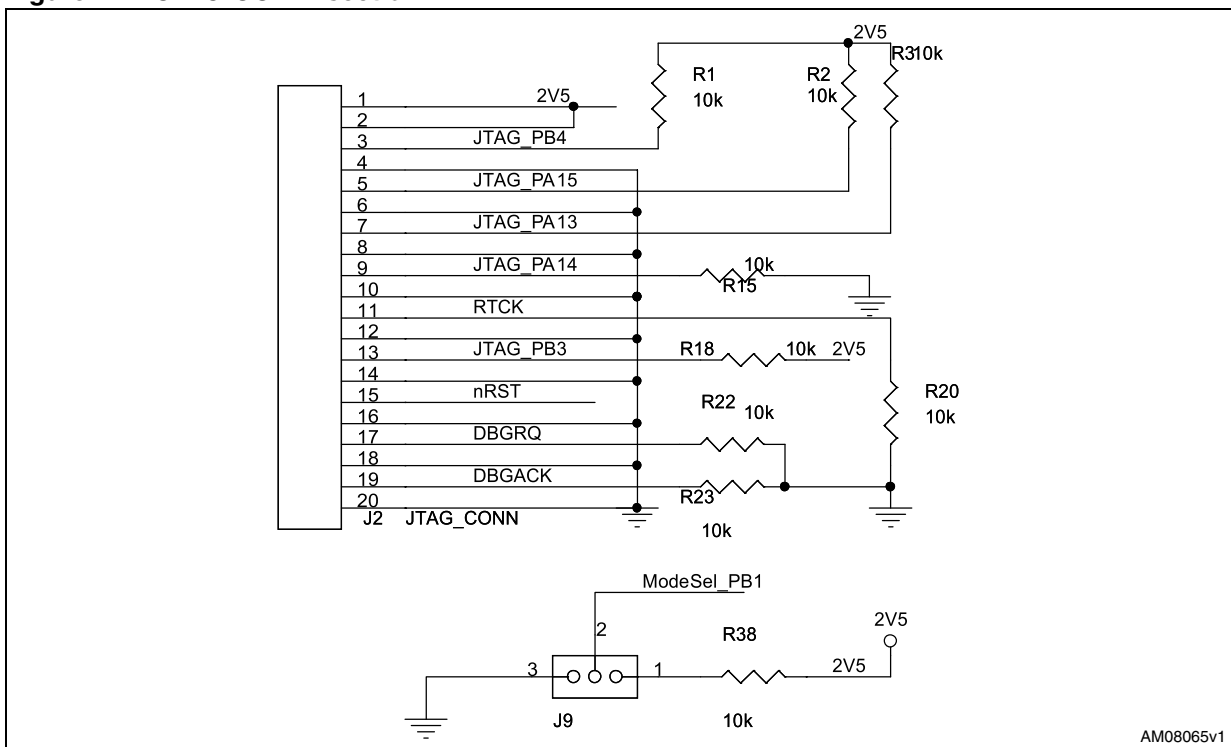 2V5
R310k
R1
R2
10k
10k
1
2V5
2
3
JTAG_PB4
4
5
JTAG_PA15
6
7
JTAG_PA13
8
9
JTAG_PA14
10k
R15
10
11
RTCK
12
13
JTAG_PB3
R18
10k
2V5
14
15
nRST
R22
10k
R20
10k
16
17
DBGRQ
18
19
DBGACK
R23
20
J2
JTAG_CONN
10k
ModeSel_PB1
2
R38
2V5
3
1
2V5
J9
10k
AM08065v1